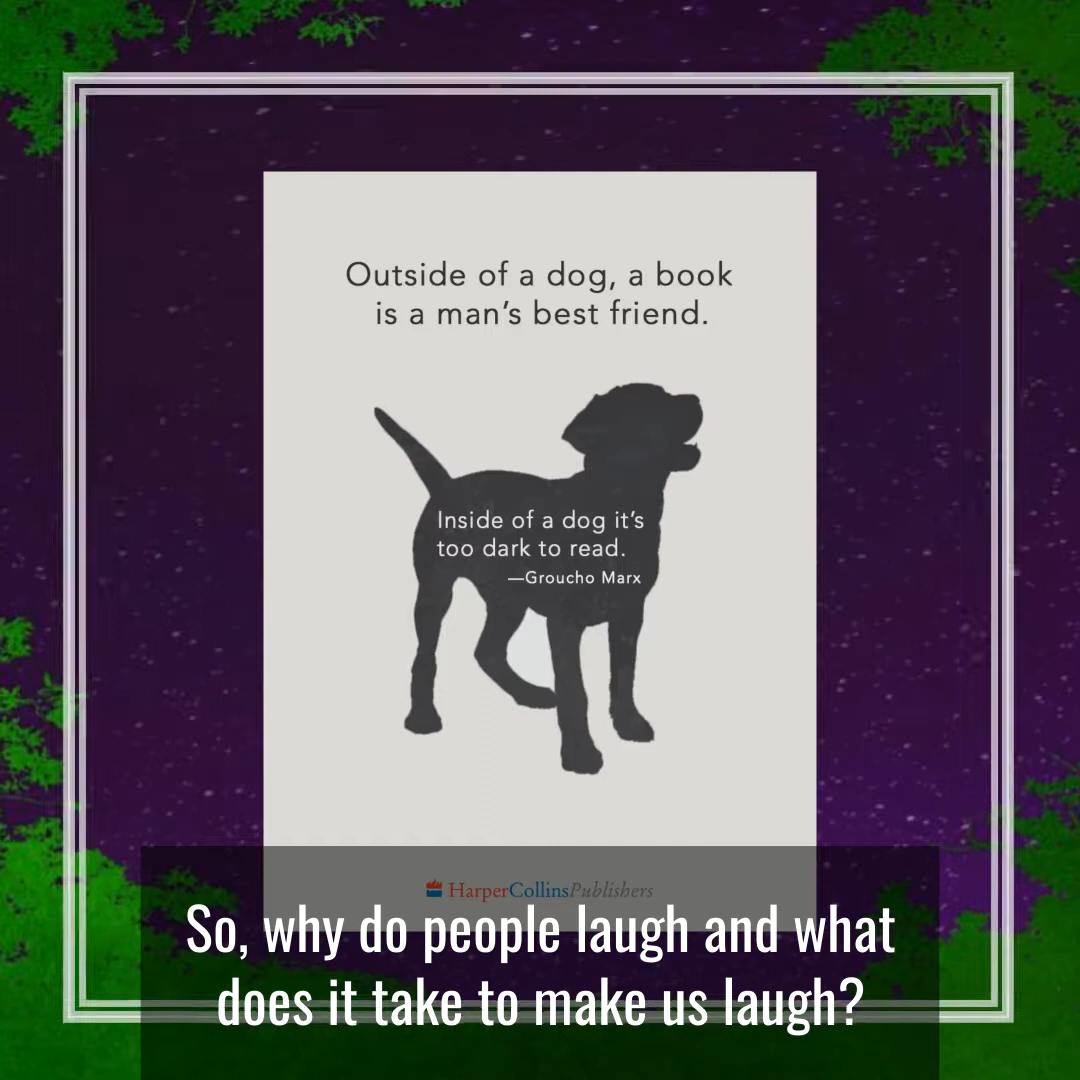 Outside of a dog, a book
is a man’s best friend.
Inside of a dog it’s
too dark to read.
—Groucho Marx
HarperCollinsPublishers
So, why do people laugh and what
does it take to make us laugh?